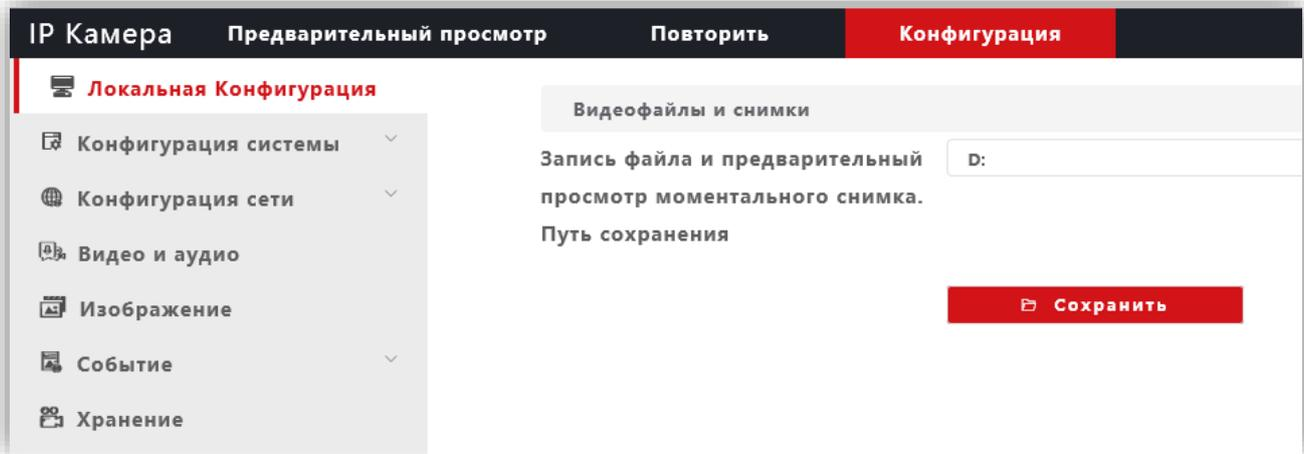 IP Камера Предварительный просмотр Повторить Конфигурация
Локальная Конфигурация
Конфигурация системы
Конфигурация сети
Видео и аудио
Изображение
Событие
Хранение
Видеофайлы и снимки
Запись файла и предварительный
просмотр моментального снимка.
Путь сохранения
D:
Сохранить